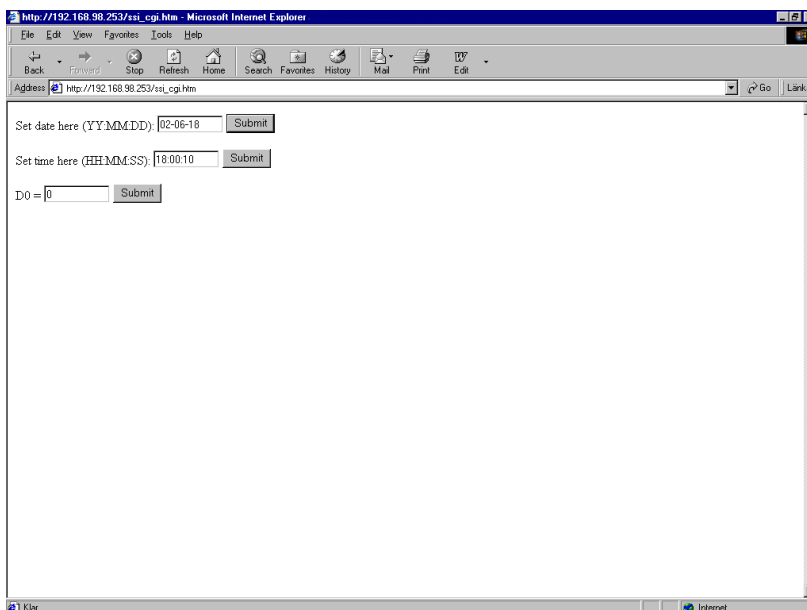 http://192.168.98.253/ssi_cgi.htm - Microsoft Internet Explorer
File Edit View Favorites Tools Help
Back Forward Stop Refresh Home Search Favorites History Mail Print Edit
Address http://192.168.98.253/ssi_cgi.htm Go Länk
Set date here (YY:MM:DD): 02-06-18 Submit
Set time here (HH:MM:SS): 18:00:10 Submit
D0 = 0 Submit
Klar Internet